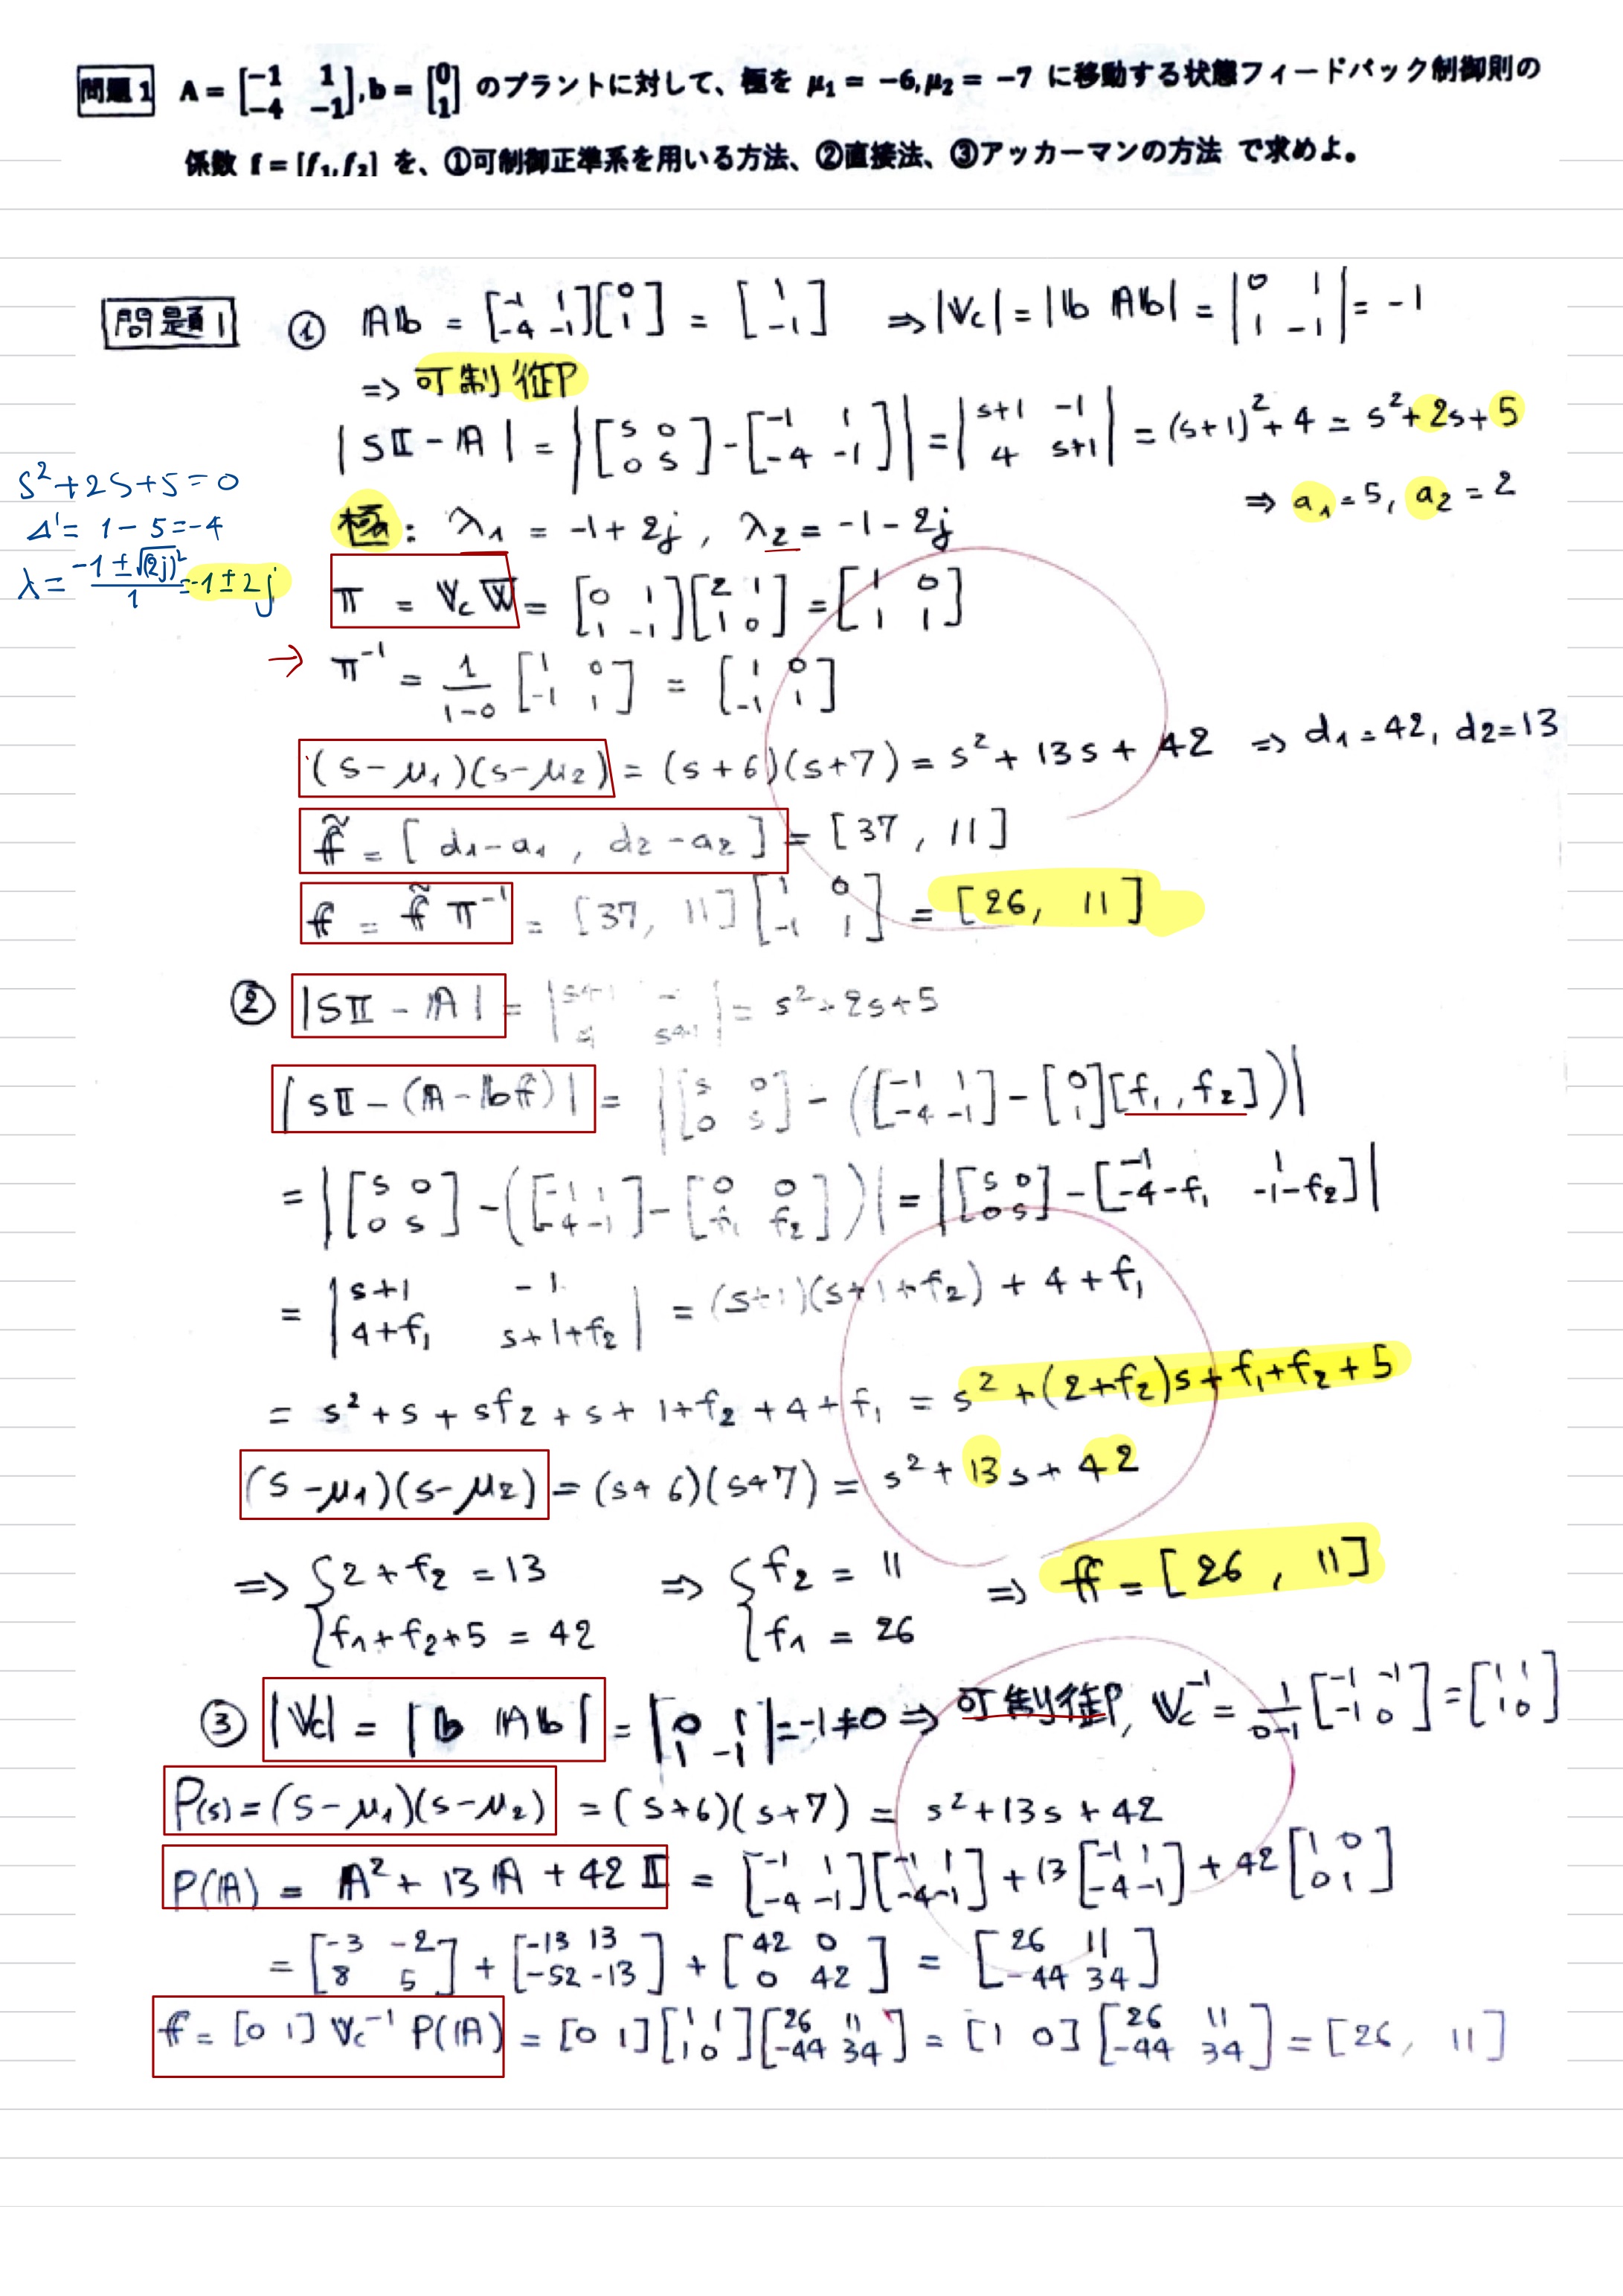 問題1 A = [-1 1; -4 -1], b = [0; 1] のプラントに対して、極を μ₁ = −6, μ₂ = −7 に移動する状態フィードバック制御則の
係数 f = [f₁, f₂] を、①可制御正準系を用いる方法、②直接法、③アッカーマンの方法 で求めよ。
問題1 ① Ab = [-1 1; -4 -1][0; 1] = [1; -1] ⇒ |Vc| = |b Ab| = |0 1; 1 -1| = -1
⇒ 可制御
|sI - A| = |[s 0; 0 s] - [-1 1; -4 -1]| = |s+1 -1; 4 s+1| = (s+1)² + 4 = s² + 2s + 5
s² + 2s + 5 = 0
⇒ a₁ = 5, a₂ = 2
Δ' = 1 - 5 = -4
極: λ₁ = -1 + 2j, λ₂ = -1 - 2j
λ = (-1 ± √(2j)²)/1 = -1 ± 2j
T = Vc W = [0 1; 1 -1][2 1; 1 0] = [1 0; 1 1]
→ T⁻¹ = 1/(1-0) [1 0; -1 1] = [1 0; -1 1]
(s - μ₁)(s - μ₂) = (s+6)(s+7) = s² + 13s + 42 ⇒ d₁ = 42, d₂ = 13
f̃ = [d₁ - a₁, d₂ - a₂] = [37, 11]
f = f̃ T⁻¹ = [37, 11][1 0; -1 1] = [26, 11]
② |sI - A| = |s+1 -; 4 s+1| = s² + 2s + 5
|sI - (A - bf)| = |[s 0; 0 s] - ([-1 1; -4 -1] - [0; 1][f₁, f₂])|
= |[s 0; 0 s] - ([-1 1; -4 -1] - [0 0; f₁ f₂])| = |[s 0; 0 s] - [-1 1; -4-f₁ -1-f₂]|
= |s+1 -1; 4+f₁ s+1+f₂| = (s+1)(s+1+f₂) + 4 + f₁
= s² + s + sf₂ + s + 1 + f₂ + 4 + f₁ = s² + (2+f₂)s + f₁ + f₂ + 5
(s - μ₁)(s - μ₂) = (s+6)(s+7) = s² + 13s + 42
⇒ {2 + f₂ = 13; f₁ + f₂ + 5 = 42 ⇒ {f₂ = 11; f₁ = 26 ⇒ f = [26, 11]
③ |Vc| = |b Ab| = |0 1; 1 -1| = -1 ≠ 0 ⇒ 可制御, Vc⁻¹ = 1/(0-1) [-1 -1; -1 0] = [1 1; 1 0]
P(s) = (s - μ₁)(s - μ₂) = (s+6)(s+7) = s² + 13s + 42
P(A) = A² + 13A + 42I = [-1 1; -4 -1][-1 1; -4 -1] + 13[-1 1; -4 -1] + 42[1 0; 0 1]
= [-3 -2; 8 5] + [-13 13; -52 -13] + [42 0; 0 42] = [26 11; -44 34]
f = [0 1] Vc⁻¹ P(A) = [0 1][1 1; 1 0][26 11; -44 34] = [1 0][26 11; -44 34] = [26, 11]